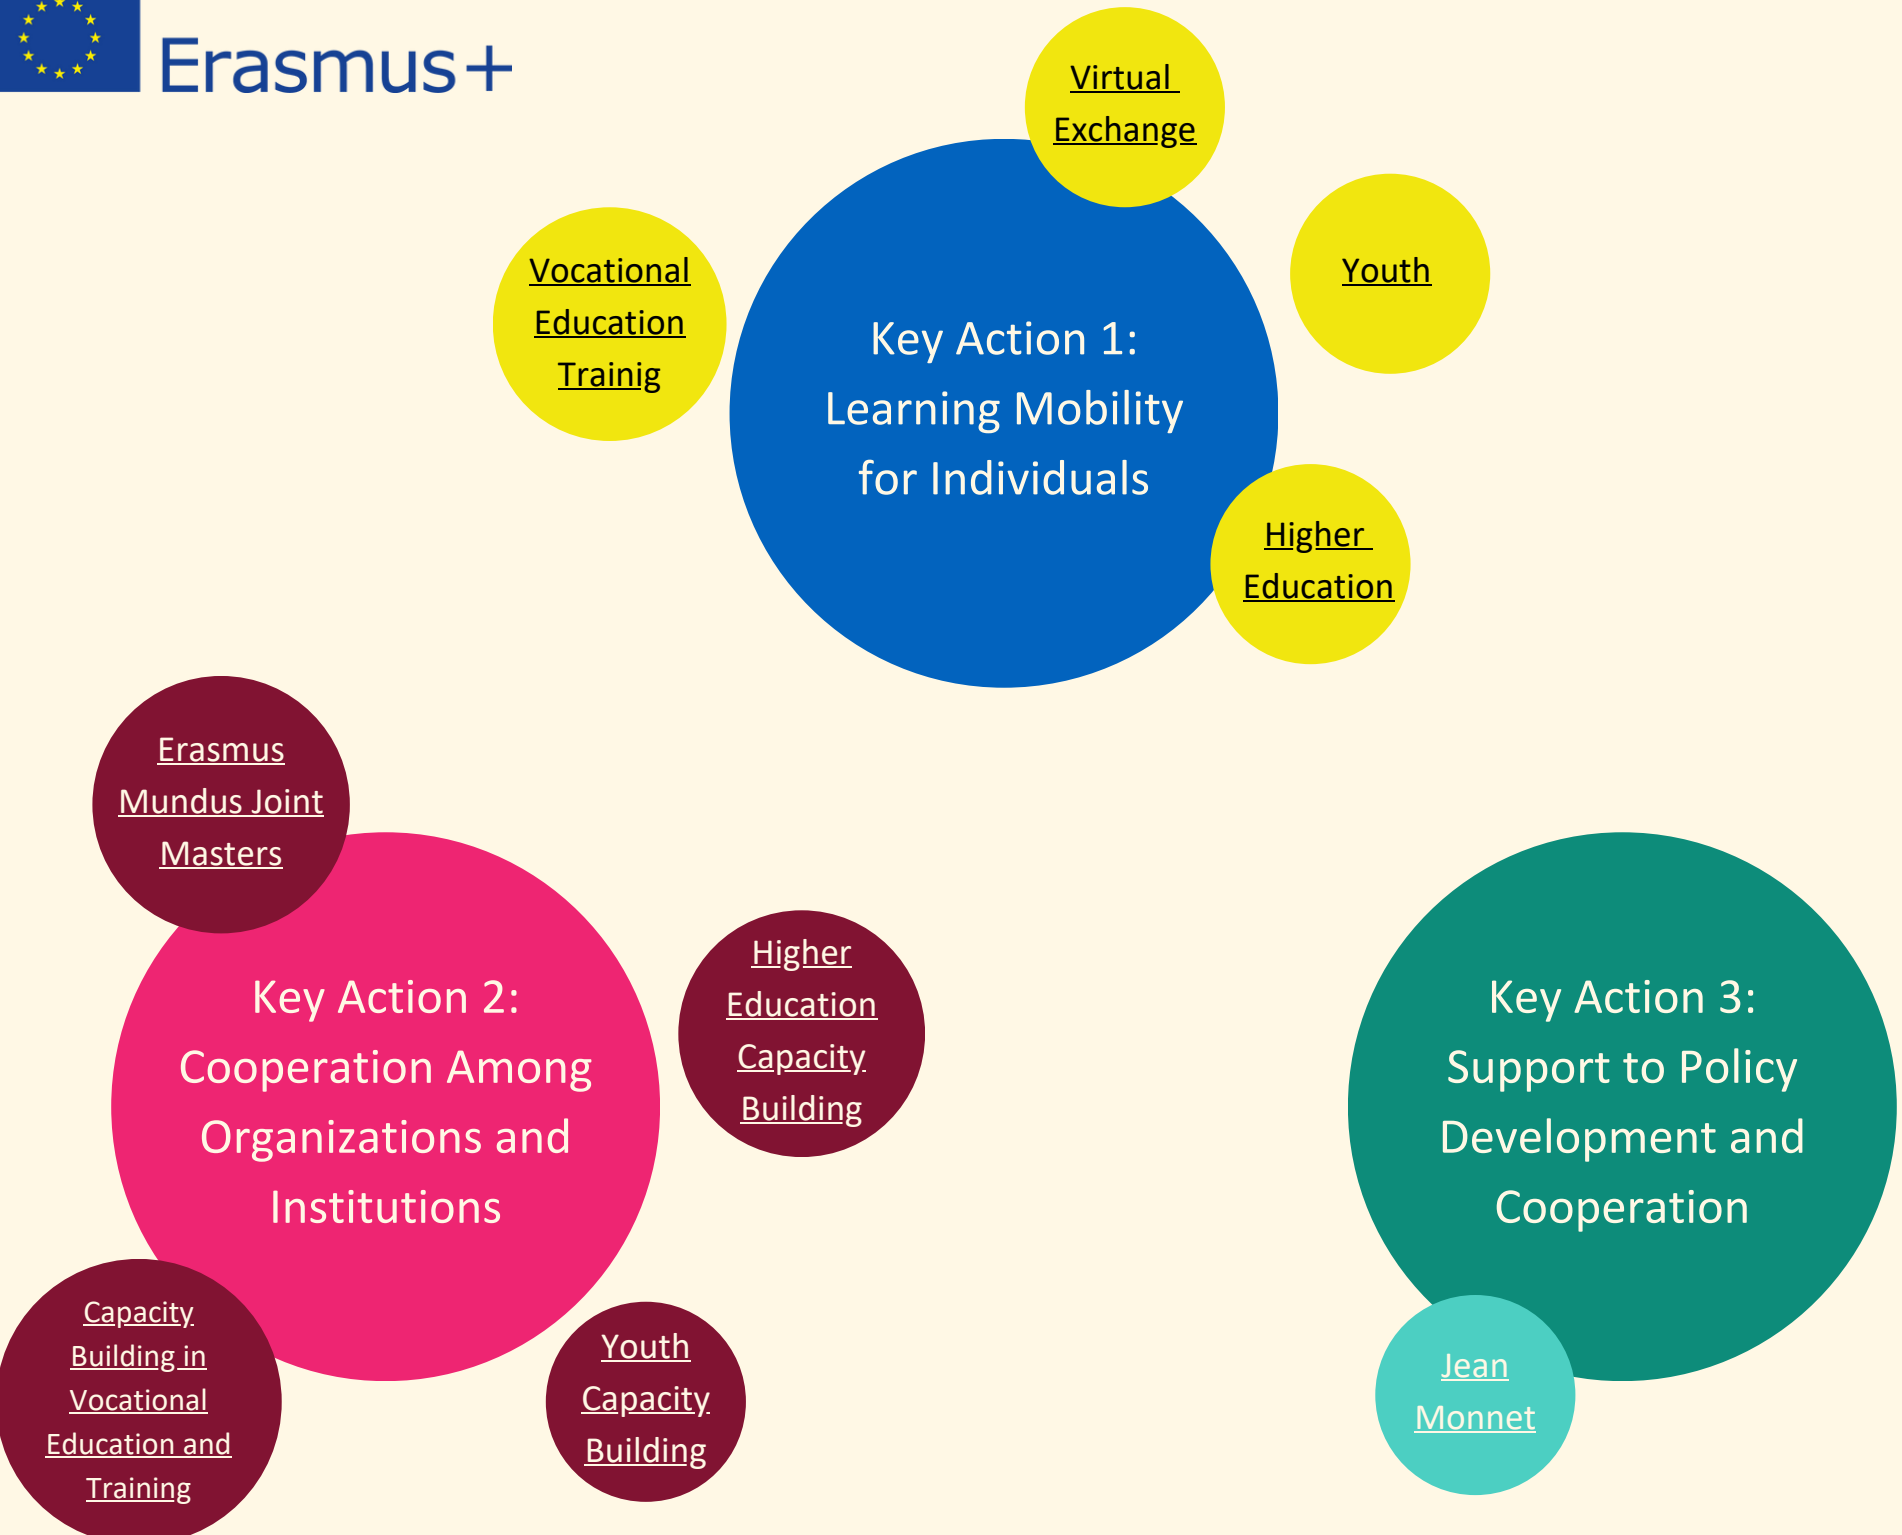 Erasmus+
Virtual
Exchange
Vocational
Education
Trainig
Youth
Key Action 1:
Learning Mobility
for Individuals
Higher
Education
Erasmus
Mundus Joint
Masters
Key Action 2:
Cooperation Among
Organizations and
Institutions
Higher
Education
Capacity
Building
Capacity
Building in
Vocational
Education and
Training
Youth
Capacity
Building
Key Action 3:
Support to Policy
Development and
Cooperation
Jean
Monnet